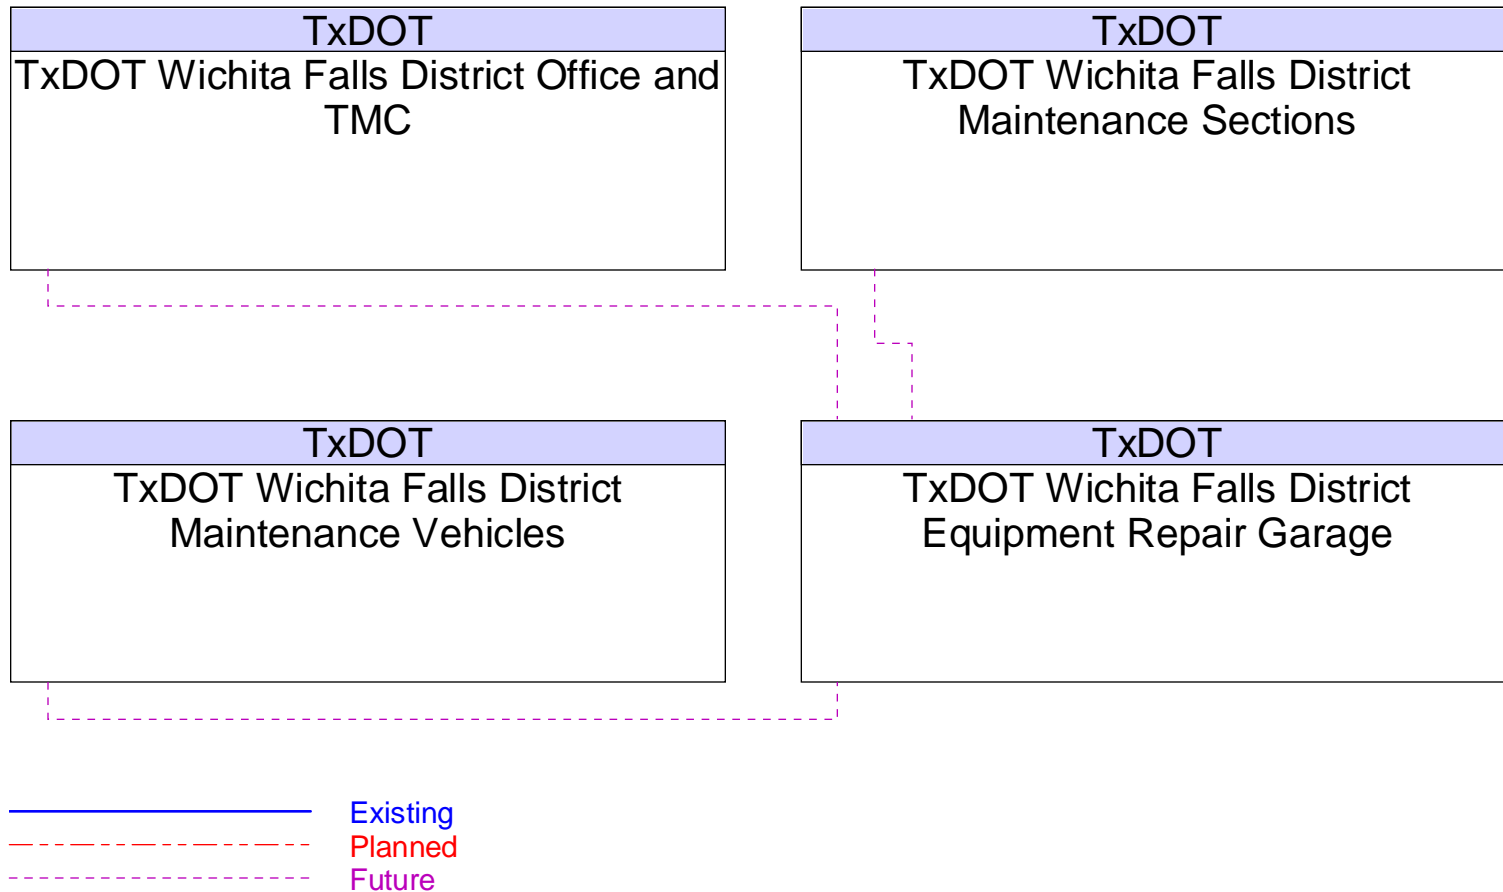 TxDOT
TxDOT Wichita Falls District Office and
TMC
TxDOT
TxDOT Wichita Falls District
Maintenance Sections
TxDOT
TxDOT Wichita Falls District
Maintenance Vehicles
TxDOT
TxDOT Wichita Falls District
Equipment Repair Garage
Existing
Planned
Future